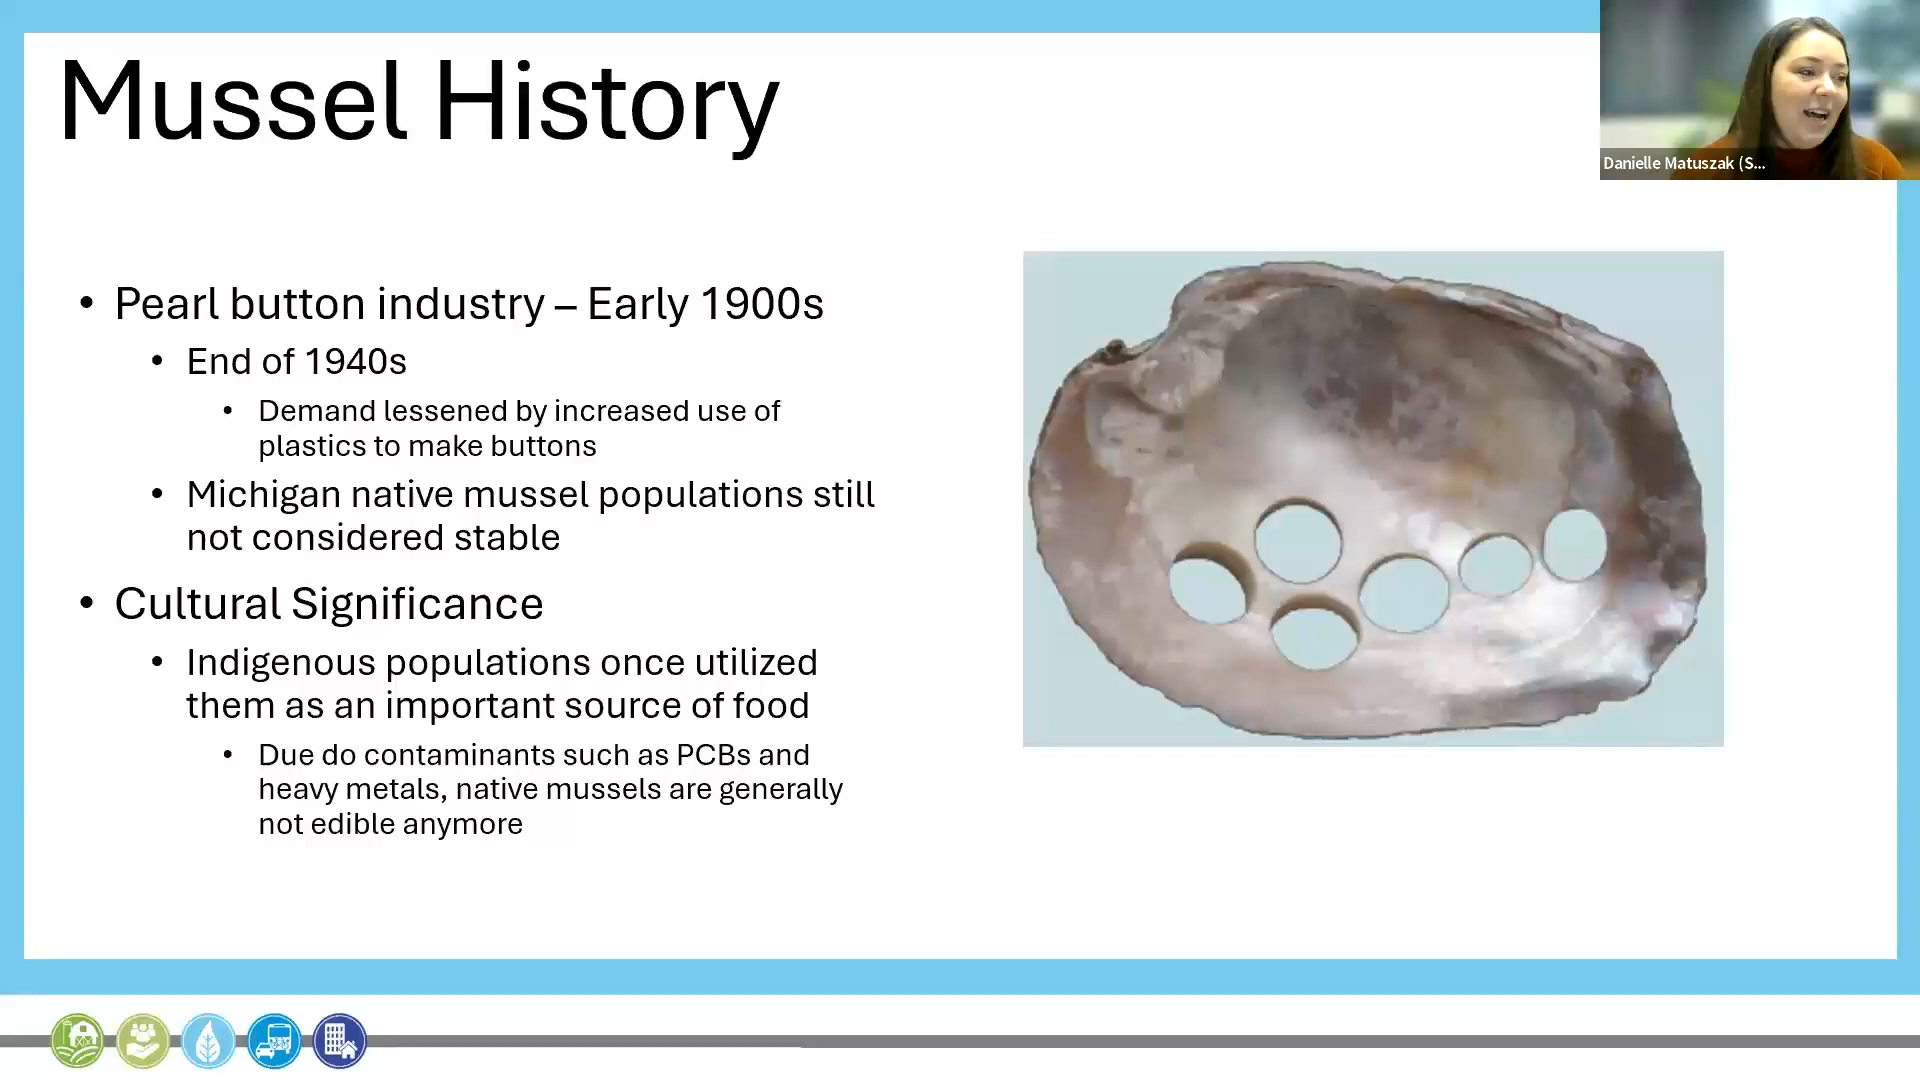 Mussel History
Danielle Matuszak (S...
• Pearl button industry – Early 1900s
• End of 1940s
• Demand lessened by increased use of
plastics to make buttons
• Michigan native mussel populations still
not considered stable
• Cultural Significance
• Indigenous populations once utilized
them as an important source of food
• Due do contaminants such as PCBs and
heavy metals, native mussels are generally
not edible anymore